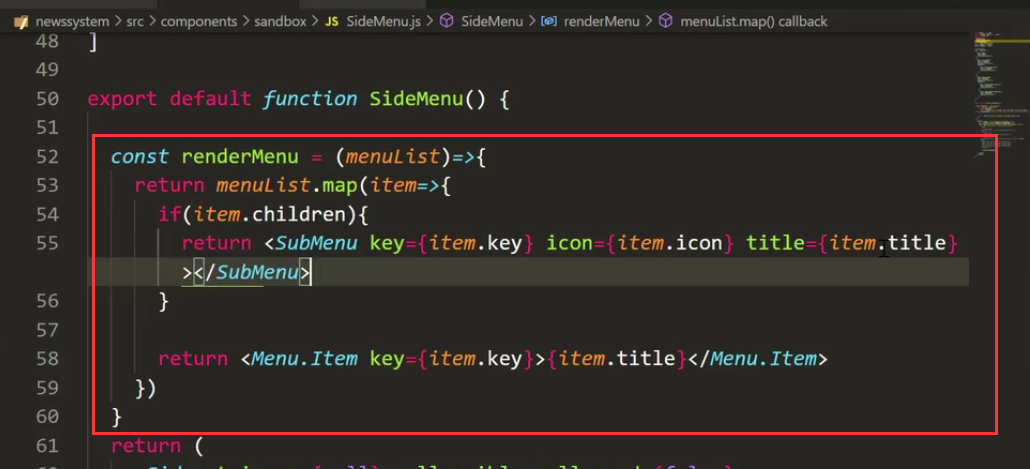 newssystem > src > components > sandbox > JS SideMenu.js > SideMenu > renderMenu > menuList.map() callback
48 ]
49
50 export default function SideMenu() {
51
52 const renderMenu = (menuList)=>{
53 return menuList.map(item=>{
54 if(item.children){
55 return <SubMenu key={item.key} icon={item.icon} title={item.title}
></SubMenu>
56 }
57
58 return <Menu.Item key={item.key}>{item.title}</Menu.Item>
59 })
60 }
61 return (